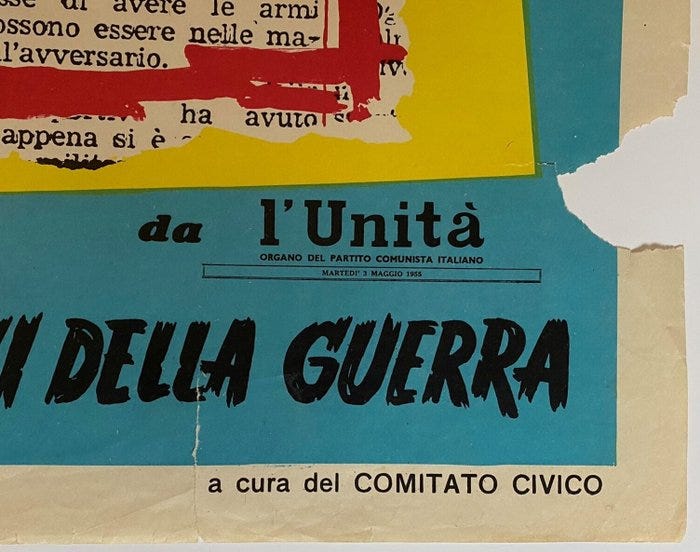 di avere le armi
ossono essere nelle ma-
l'avversario.
ha avuto
appena si è
da l'Unità
ORGANO DEL PARTITO COMUNISTA ITALIANO
MARTEDI' 3 MAGGIO 1955
DELLA GUERRA
a cura del COMITATO CIVICO